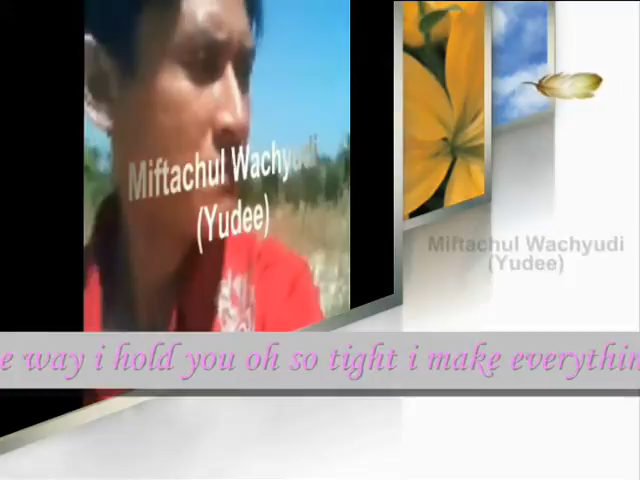 Miftachul Wachyudi
(Yudee)
Miftachul Wachyudi
(Yudee)
e way i hold you oh so tight i make everythin